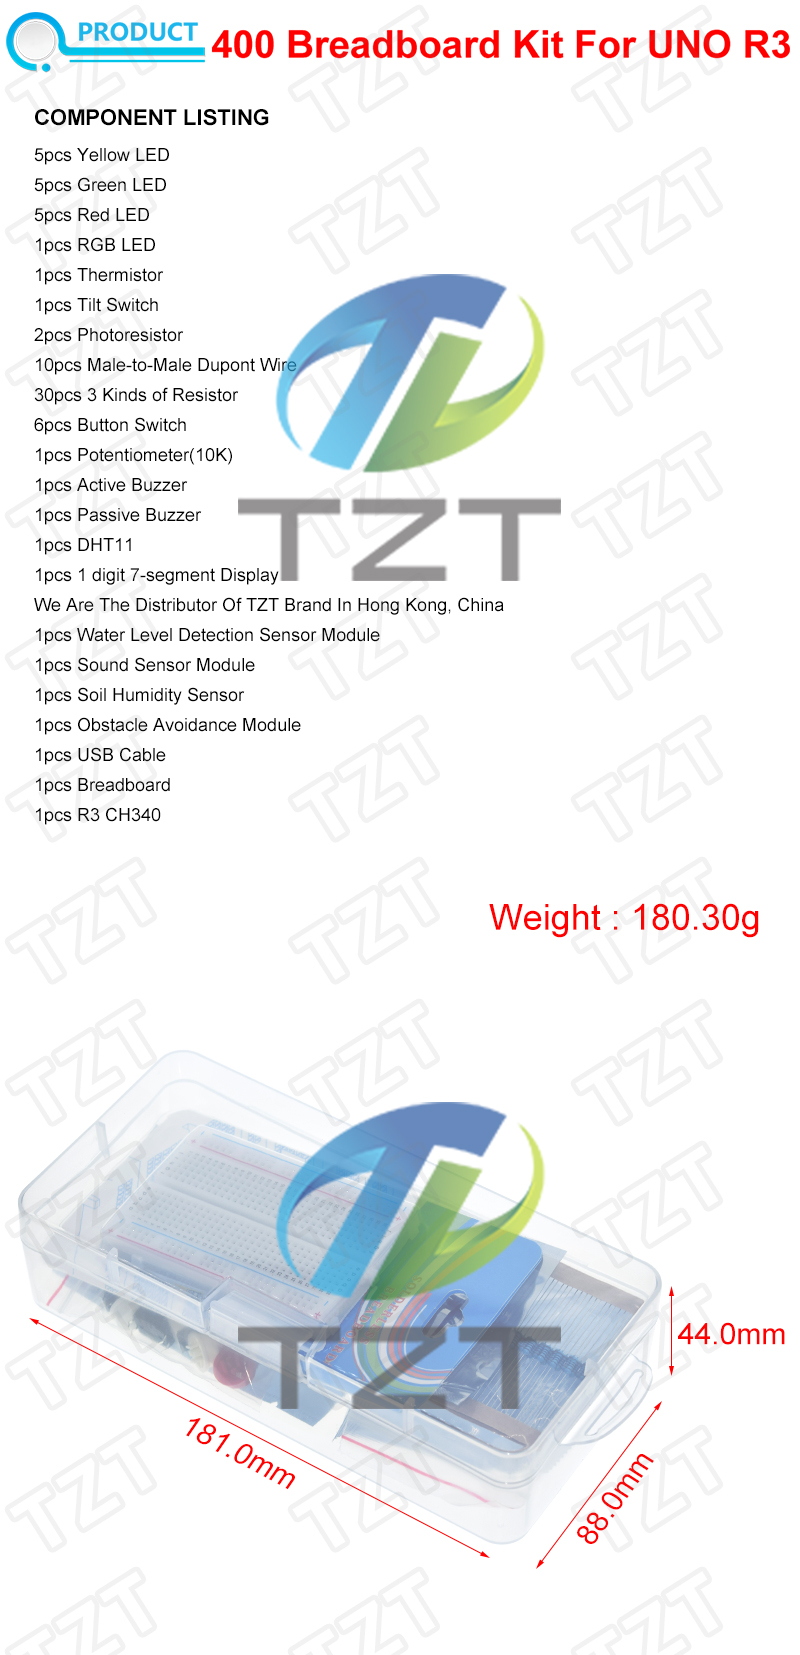 PRODUCT 400 Breadboard Kit For UNO R3
COMPONENT LISTING
5pcs Yellow LED
5pcs Green LED
5pcs Red LED
1pcs RGB LED
1pcs Thermistor
1pcs Tilt Switch
2pcs Photoresistor
10pcs Male-to-Male Dupont Wire
30pcs 3 Kinds of Resistor
6pcs Button Switch
1pcs Potentiometer(10K)
1pcs Active Buzzer
1pcs Passive Buzzer
1pcs DHT11
1pcs 1 digit 7-segment Display
TZT
We Are The Distributor Of TZT Brand In Hong Kong, China
1pcs Water Level Detection Sensor Module
1pcs Sound Sensor Module
1pcs Soil Humidity Sensor
1pcs Obstacle Avoidance Module
1pcs USB Cable
1pcs Breadboard
1pcs R3 CH340
Weight : 180.30g
TZT
44.0mm
181.0mm
88.0mm